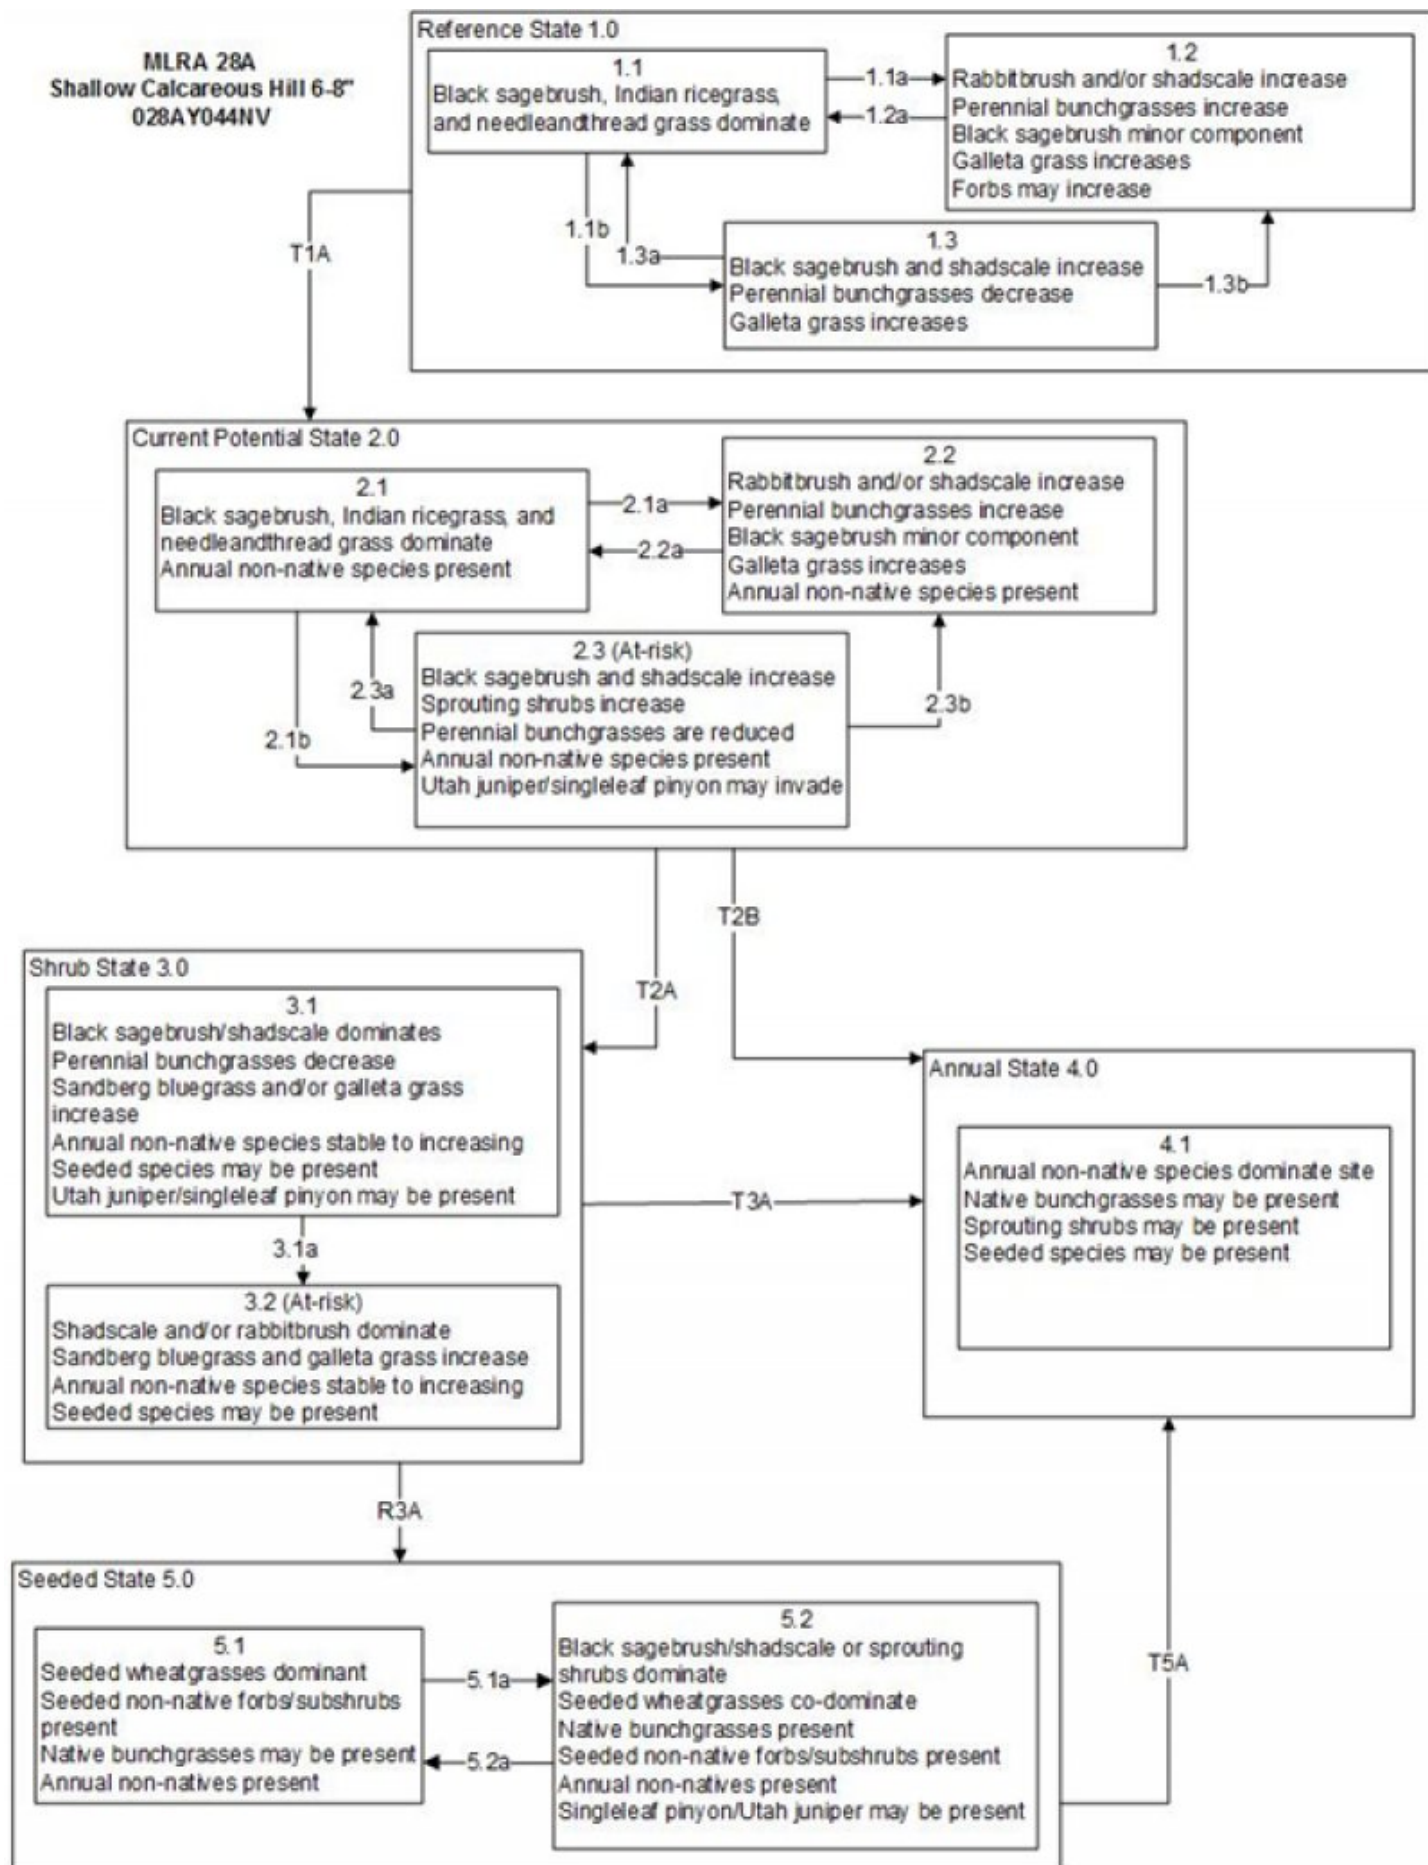 MLRA 28A
Shallow Calcareous Hill 6-8"
028AY044NV
Reference State 1.0
1.1
Black sagebrush, Indian ricegrass,
and needleandthread grass dominate
1.1a
1.2a
1.2
Rabbitbrush and/or shadscale increase
Perennial bunchgrasses increase
Black sagebrush minor component
Galleta grass increases
Forbs may increase
1.1b
1.3a
1.3
Black sagebrush and shadscale increase
Perennial bunchgrasses decrease
Galleta grass increases
1.3b
T1A
Current Potential State 2.0
2.1
Black sagebrush, Indian ricegrass, and
needleandthread grass dominate
Annual non-native species present
2.1a
2.2a
2.2
Rabbitbrush and/or shadscale increase
Perennial bunchgrasses increase
Black sagebrush minor component
Galleta grass increases
Annual non-native species present
2.1b
2.3a
2.3 (At-risk)
Black sagebrush and shadscale increase
Sprouting shrubs increase
Perennial bunchgrasses are reduced
Annual non-native species present
Utah juniper/singleleaf pinyon may invade
2.3b
T2B
T2A
Shrub State 3.0
3.1
Black sagebrush/shadscale dominates
Perennial bunchgrasses decrease
Sandberg bluegrass and/or galleta grass
increase
Annual non-native species stable to increasing
Seeded species may be present
Utah juniper/singleleaf pinyon may be present
3.1a
3.2 (At-risk)
Shadscale and/or rabbitbrush dominate
Sandberg bluegrass and galleta grass increase
Annual non-native species stable to increasing
Seeded species may be present
T3A
Annual State 4.0
4.1
Annual non-native species dominate site
Native bunchgrasses may be present
Sprouting shrubs may be present
Seeded species may be present
R3A
Seeded State 5.0
5.1
Seeded wheatgrasses dominant
Seeded non-native forbs/subshrubs
present
Native bunchgrasses may be present
Annual non-natives present
5.1a
5.2a
5.2
Black sagebrush/shadscale or sprouting
shrubs dominate
Seeded wheatgrasses co-dominate
Native bunchgrasses present
Seeded non-native forbs/subshrubs present
Annual non-natives present
Singleleaf pinyon/Utah juniper may be present
T5A